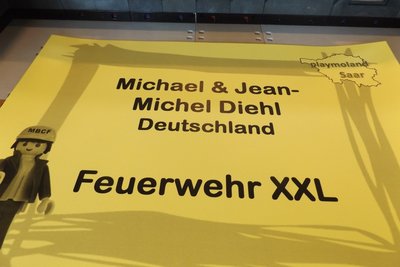 playmoland
Saar
Michael & Jean-
Michel Diehl
Deutschland
MBCF
Feuerwehr XXL